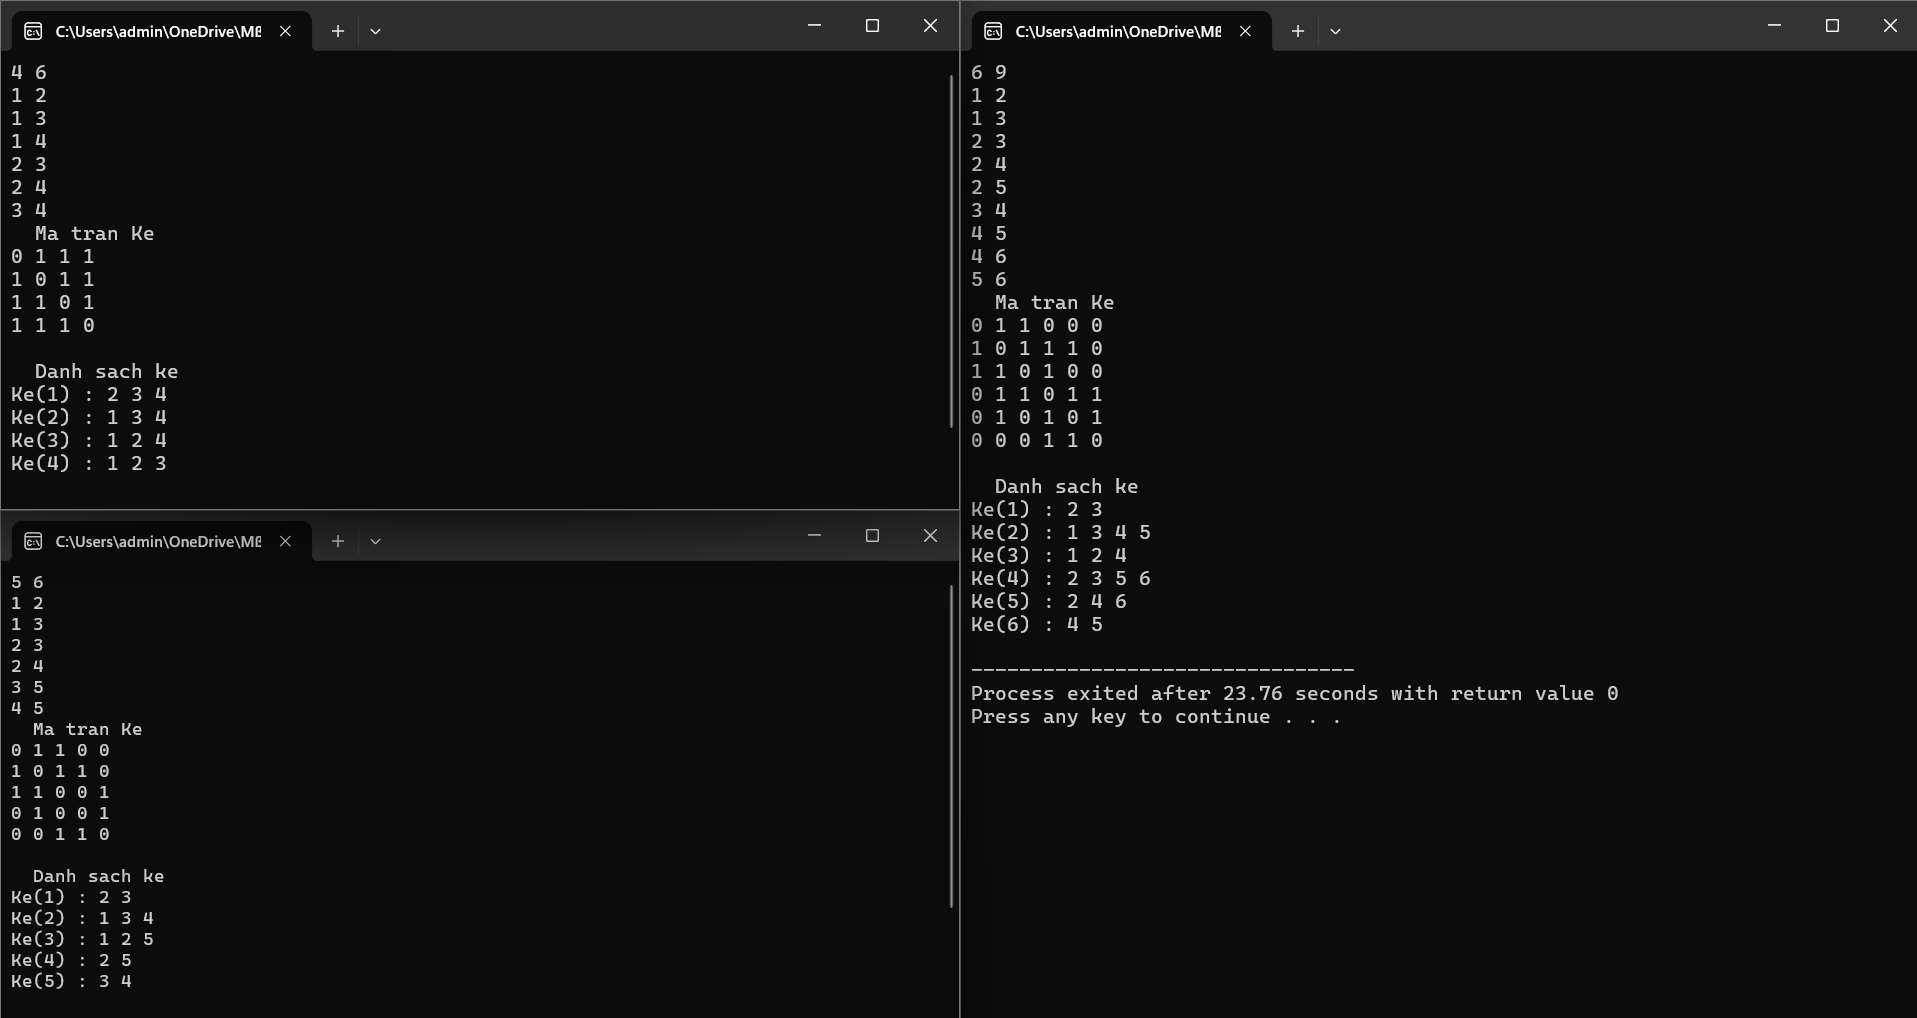 C:\Users\admin\OneDrive\Má
4 6
1 2
1 3
1 4
2 3
2 4
3 4
Ma tran Ke
0 1 1 1
1 0 1 1
1 1 0 1
1 1 1 0
Danh sach ke
Ke(1) : 2 3 4
Ke(2) : 1 3 4
Ke(3) : 1 2 4
Ke(4) : 1 2 3
C:\Users\admin\OneDrive\Má
5 6
1 2
1 3
2 3
2 4
3 5
4 5
Ma tran Ke
0 1 1 0 0
1 0 1 1 0
1 1 0 0 1
0 1 0 0 1
0 0 1 1 0
Danh sach ke
Ke(1) : 2 3
Ke(2) : 1 3 4
Ke(3) : 1 2 5
Ke(4) : 2 5
Ke(5) : 3 4
C:\Users\admin\OneDrive\Má
6 9
1 2
1 3
2 3
2 4
2 5
3 4
4 5
4 6
5 6
Ma tran Ke
0 1 1 0 0 0
1 0 1 1 1 0
1 1 0 1 0 0
0 1 1 0 1 1
0 1 0 1 0 1
0 0 0 1 1 0
Danh sach ke
Ke(1) : 2 3
Ke(2) : 1 3 4 5
Ke(3) : 1 2 4
Ke(4) : 2 3 5 6
Ke(5) : 2 4 6
Ke(6) : 4 5
--------------------------------
Process exited after 23.76 seconds with return value 0
Press any key to continue . . .